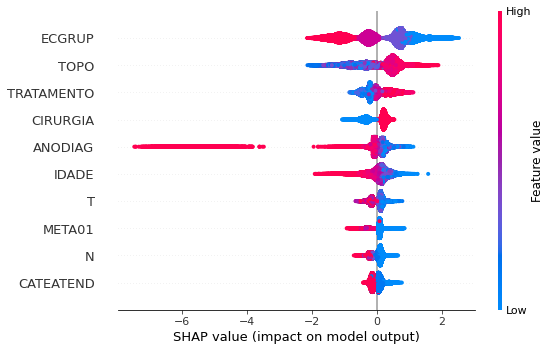 High
ECGRUP
TOPO
TRATAMENTO
CIRURGIA
ANODIAG
IDADE
T
META01
N
CATEATEND
Feature value
Low
−6 −4 −2 0 2
SHAP value (impact on model output)